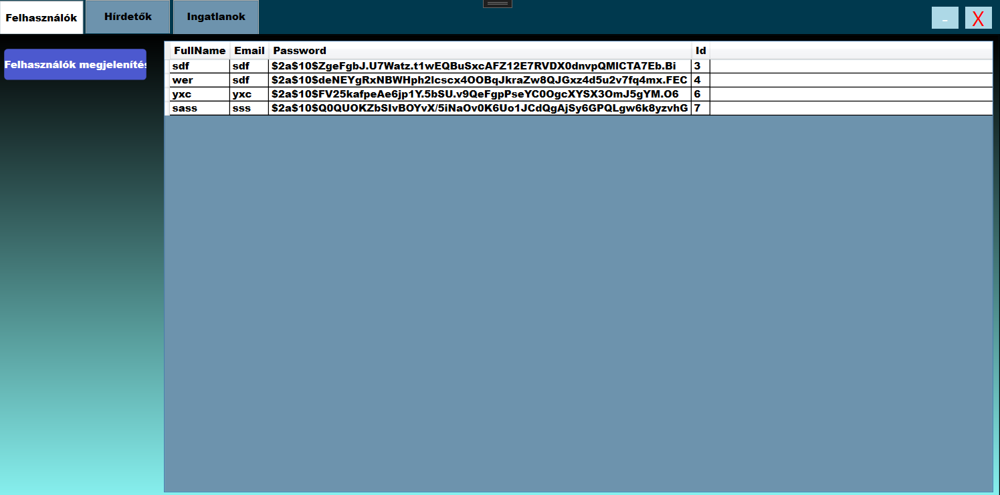 Felhasználók Hírdetők Ingatlanok - X
Felhasználók megjelenítés
FullName Email Password Id
sdf sdf $2a$10$ZgeFgbJ.U7Watz.t1wEQBuSxcAFZ12E7RVDX0dnvpQMICTA7Eb.Bi 3
wer sdf $2a$10$deNEYgRxNBWHph2Icscx4OOBqJkraZw8QJGxz4d5u2v7fq4mx.FEC 4
yxc yxc $2a$10$FV25kafpeAe6jp1Y.5bSU.v9QeFgpPseYC0OgcXYSX3OmJ5gYM.O6 6
sass sss $2a$10$Q0QUOKZbSIvBOYvX/5iNaOv0K6Uo1JCdQgAjSy6GPQLgw6k8yzvhG 7